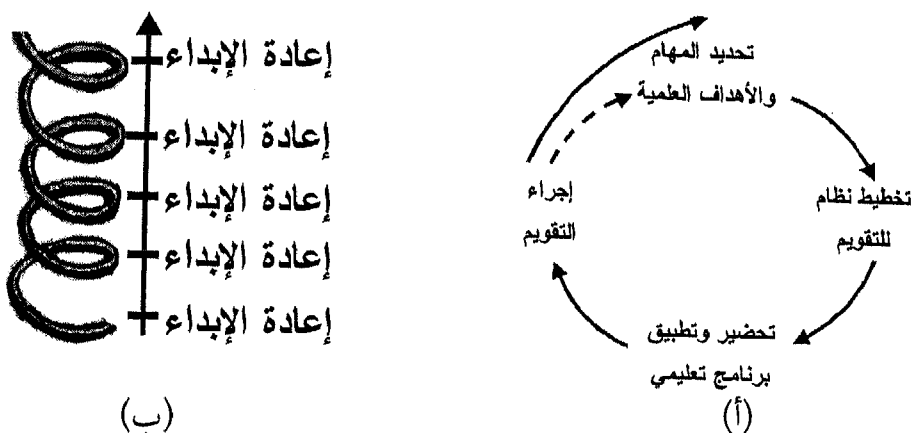 تحديد المهام
والأهداف العلمية
تخطيط نظام
للتقويم
تحضير وتطبيق
برنامج تعليمي
إجراء
التقويم
(أ)
إعادة الإبداء
إعادة الإبداء
إعادة الإبداء
إعادة الإبداء
إعادة الإبداء
(ب)